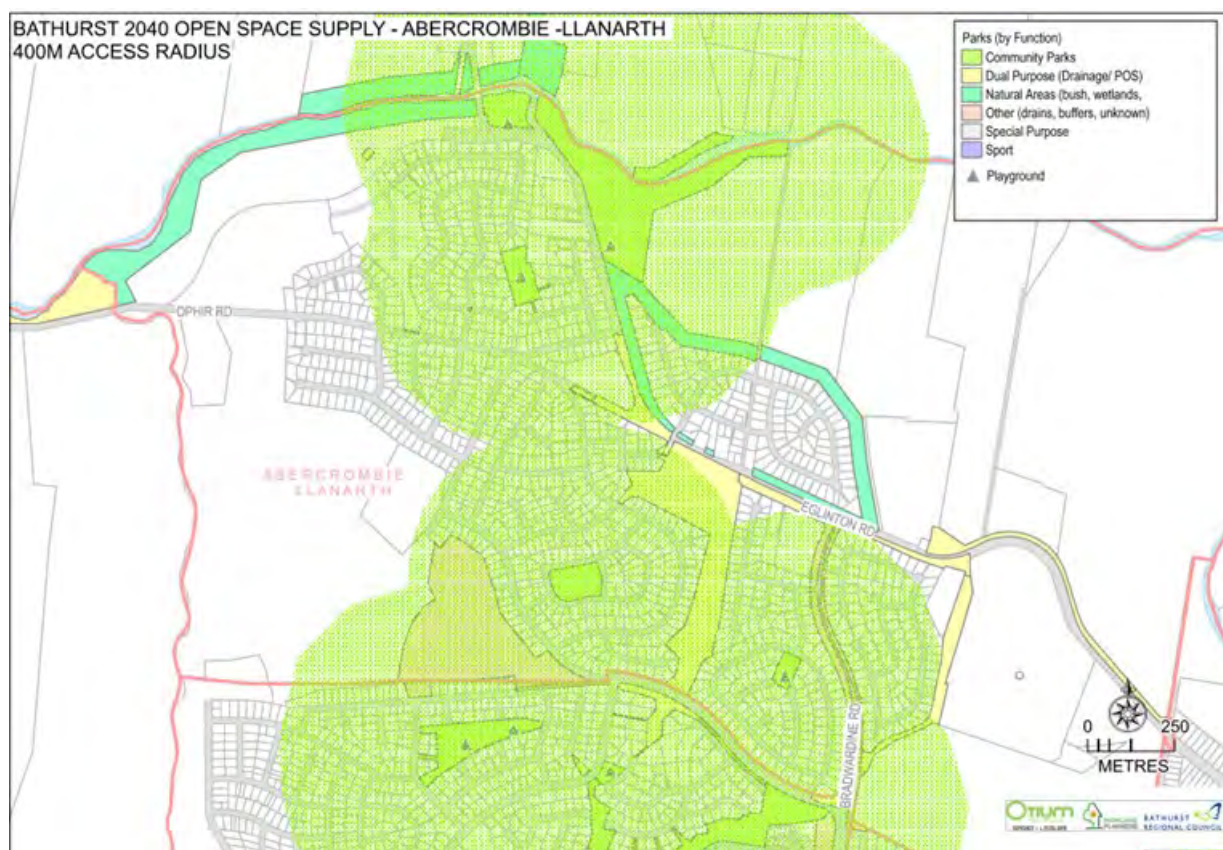 BATHURST 2040 OPEN SPACE SUPPLY - ABERCROMBIE -LLANARTH
400M ACCESS RADIUS
Parks (by Function)
Community Parks
Dual Purpose (Drainage/ POS)
Natural Areas (bush, wetlands,
Other (drains, buffers, unknown)
Special Purpose
Sport
Playground
OPHIR RD
ABERCROMBIE
LLANARTH
EGLINTON RD
BRADWARDINE RD
0 250
METRES
OTIUM
BATHURST
REGIONAL COUNCIL